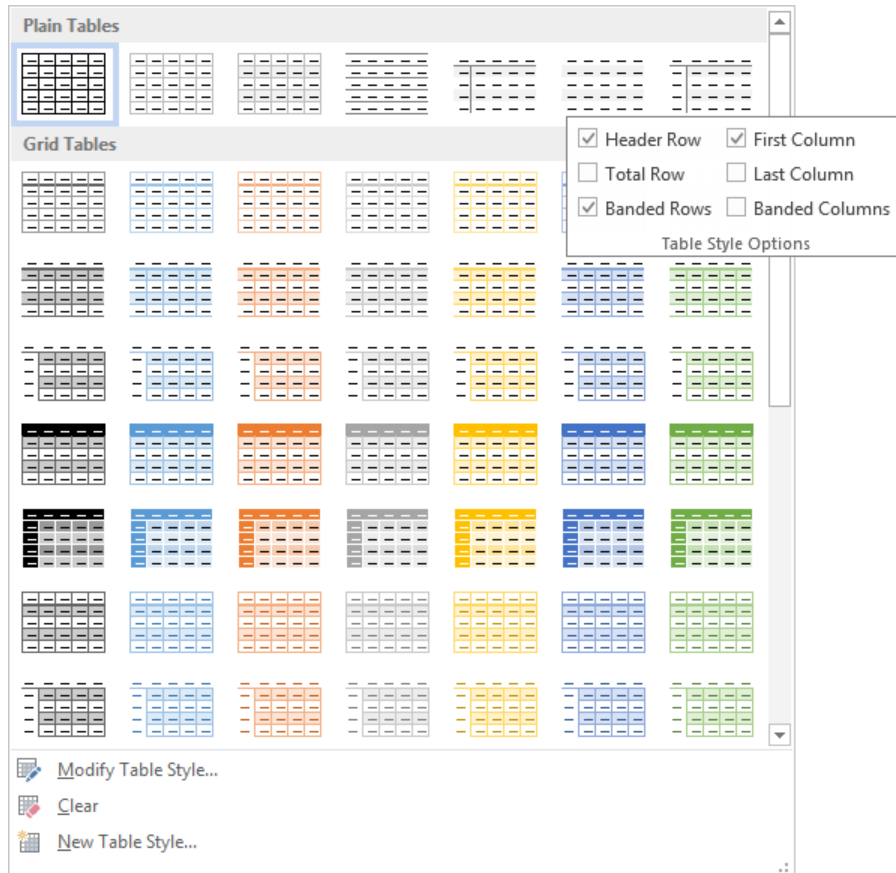 Plain Tables
Grid Tables
Header Row First Column
Total Row Last Column
Banded Rows Banded Columns
Table Style Options
Modify Table Style...
Clear
New Table Style...